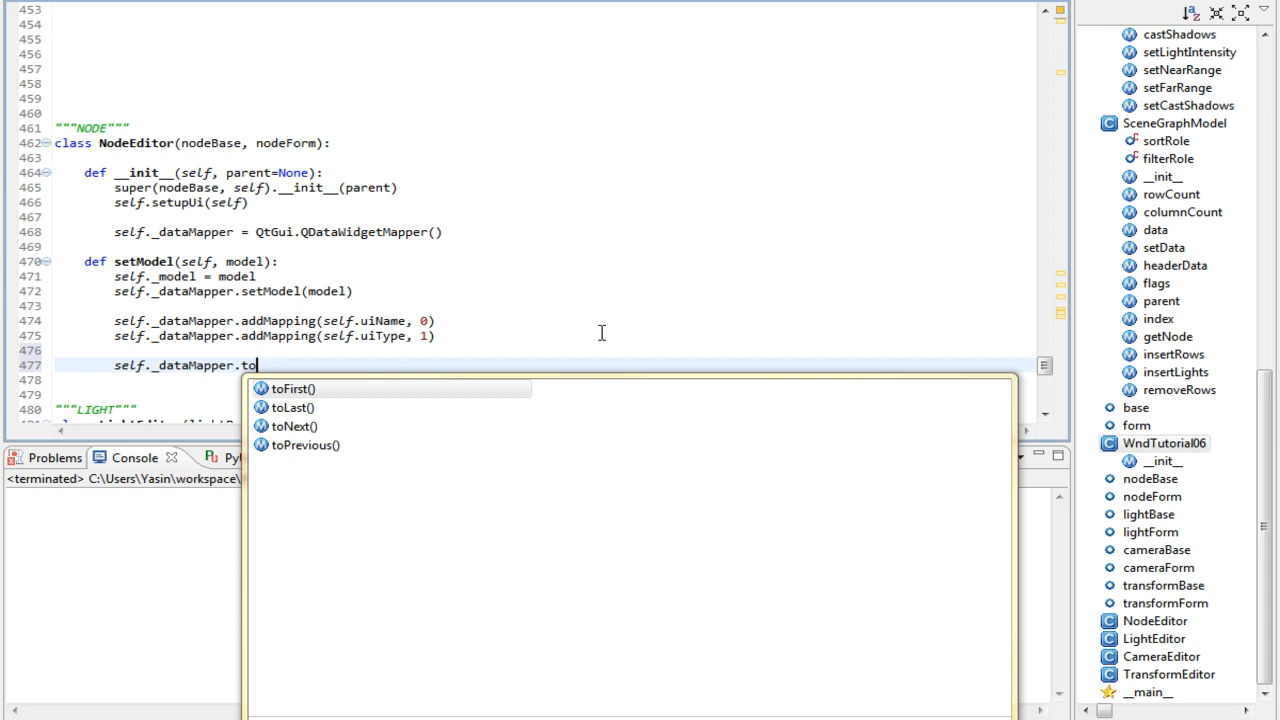 453
454
455
456
457
458
459
460
461 """NODE"""
462 class NodeEditor(nodeBase, nodeForm):
463
464 def __init__(self, parent=None):
465 super(nodeBase, self).__init__(parent)
466 self.setupUi(self)
467
468 self._dataMapper = QtGui.QDataWidgetMapper()
469
470 def setModel(self, model):
471 self._model = model
472 self._dataMapper.setModel(model)
473
474 self._dataMapper.addMapping(self.uiName, 0)
475 self._dataMapper.addMapping(self.uiType, 1)
476
477 self._dataMapper.to
478
479
480 """LIGHT"""
toFirst()
toLast()
toNext()
toPrevious()
Problems Console
<terminated> C:\Users\Yasin\workspace\
castShadows
setLightIntensity
setNearRange
setFarRange
setCastShadows
SceneGraphModel
sortRole
filterRole
__init__
rowCount
columnCount
data
setData
headerData
flags
parent
index
getNode
insertRows
insertLights
removeRows
base
form
WndTutorial06
__init__
nodeBase
nodeForm
lightBase
lightForm
cameraBase
cameraForm
transformBase
transformForm
NodeEditor
LightEditor
CameraEditor
TransformEditor
__main__